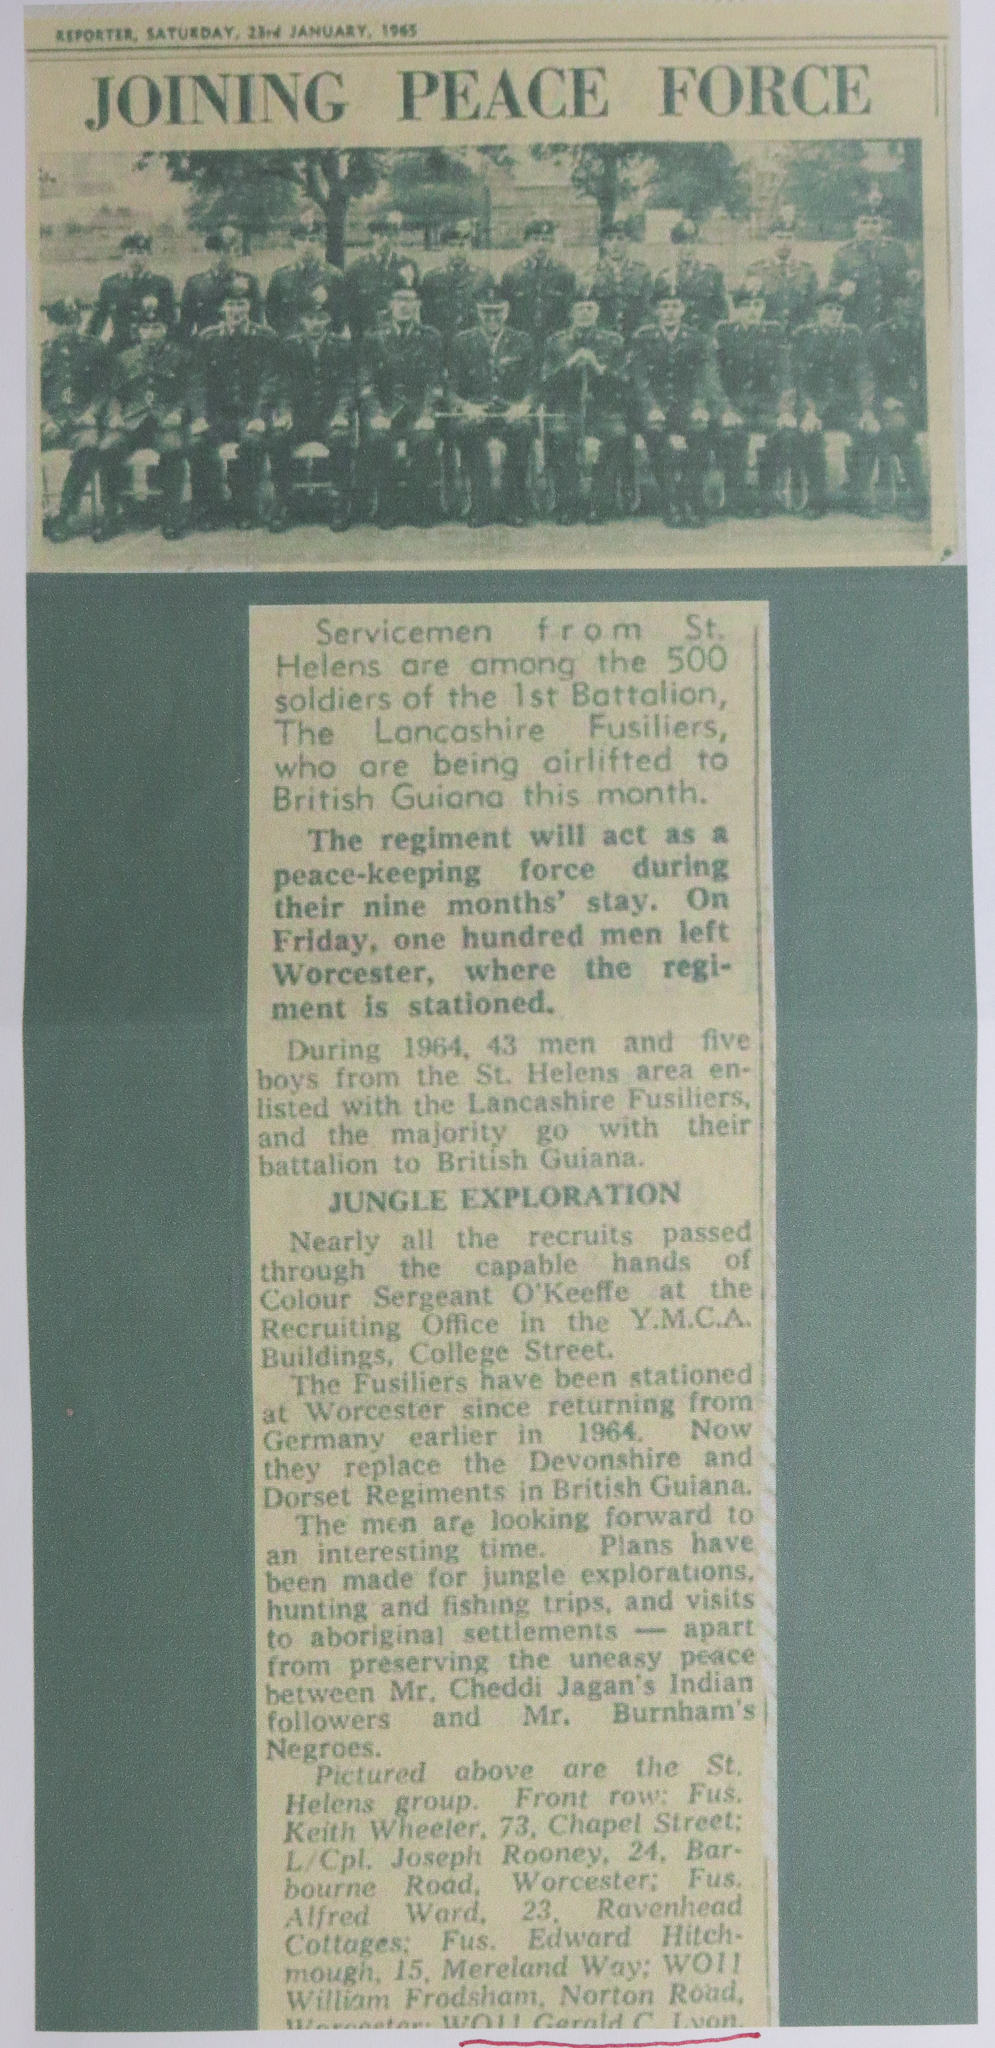 REPORTER, SATURDAY, 23rd JANUARY, 1965
JOINING PEACE FORCE
Servicemen from St.
Helens are among the 500
soldiers of the 1st Battalion,
The Lancashire Fusiliers,
who are being airlifted to
British Guiana this month.
The regiment will act as a
peace-keeping force during
their nine months' stay. On
Friday, one hundred men left
Worcester, where the regi-
ment is stationed.
During 1964, 43 men and five
boys from the St. Helens area en-
listed with the Lancashire Fusiliers,
and the majority go with their
battalion to British Guiana.
JUNGLE EXPLORATION
Nearly all the recruits passed
through the capable hands of
Colour Sergeant O'Keeffe at the
Recruiting Office in the Y.M.C.A.
Buildings, College Street.
The Fusiliers have been stationed
at Worcester since returning from
Germany earlier in 1964. Now
they replace the Devonshire and
Dorset Regiments in British Guiana.
The men are looking forward to
an interesting time. Plans have
been made for jungle explorations,
hunting and fishing trips, and visits
to aboriginal settlements — apart
from preserving the uneasy peace
between Mr. Cheddi Jagan's Indian
followers and Mr. Burnham's
Negroes.
Pictured above are the St.
Helens group. Front row: Fus.
Keith Wheeler, 73, Chapel Street;
L/Cpl. Joseph Rooney, 24, Bar-
bourne Road, Worcester; Fus.
Alfred Ward, 23, Ravenhead
Cottages; Fus. Edward Hitch-
mough, 15, Mereland Way; WO11
William Frodsham, Norton Road,
Worcester; WO11 Gerald C. Lyon,